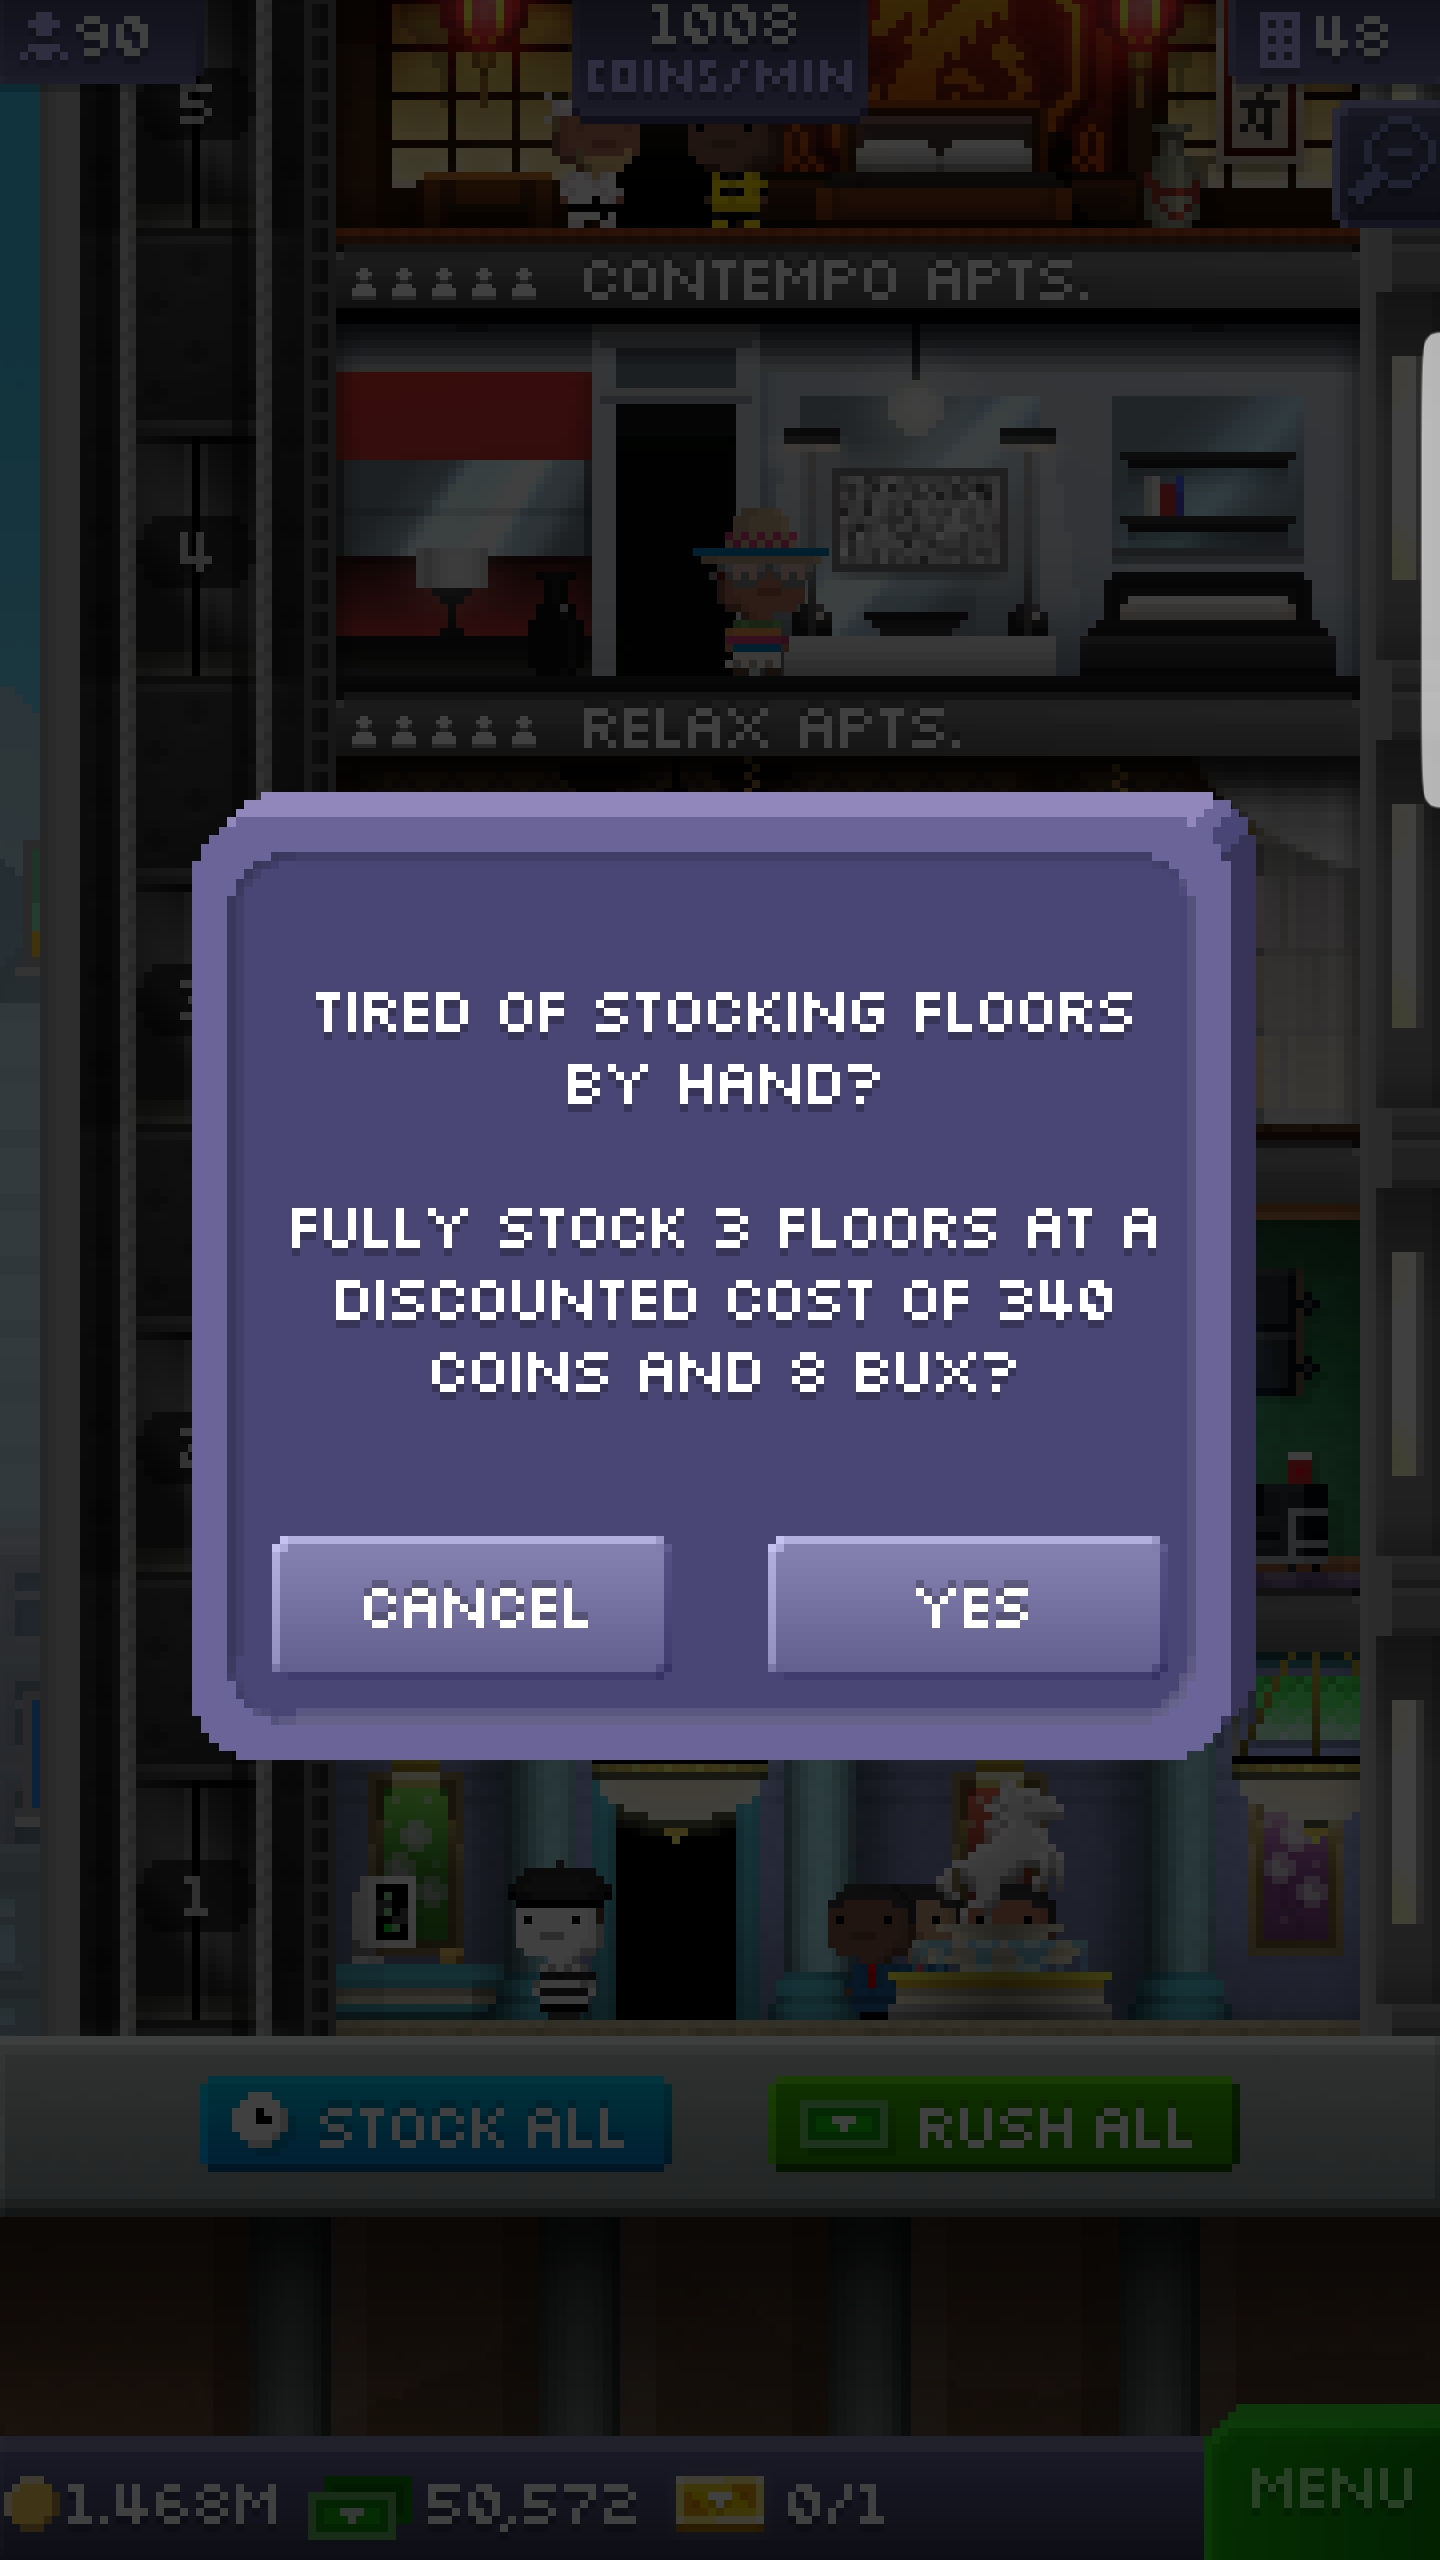 90
1008
COINS/MIN
48
5
CONTEMPO APTS.
4
RELAX APTS.
TIRED OF STOCKING FLOORS
BY HAND?
FULLY STOCK 3 FLOORS AT A
DISCOUNTED COST OF 340
COINS AND 8 BUX?
CANCEL
YES
1
STOCK ALL
RUSH ALL
1.468M
50,572
0/1
MENU